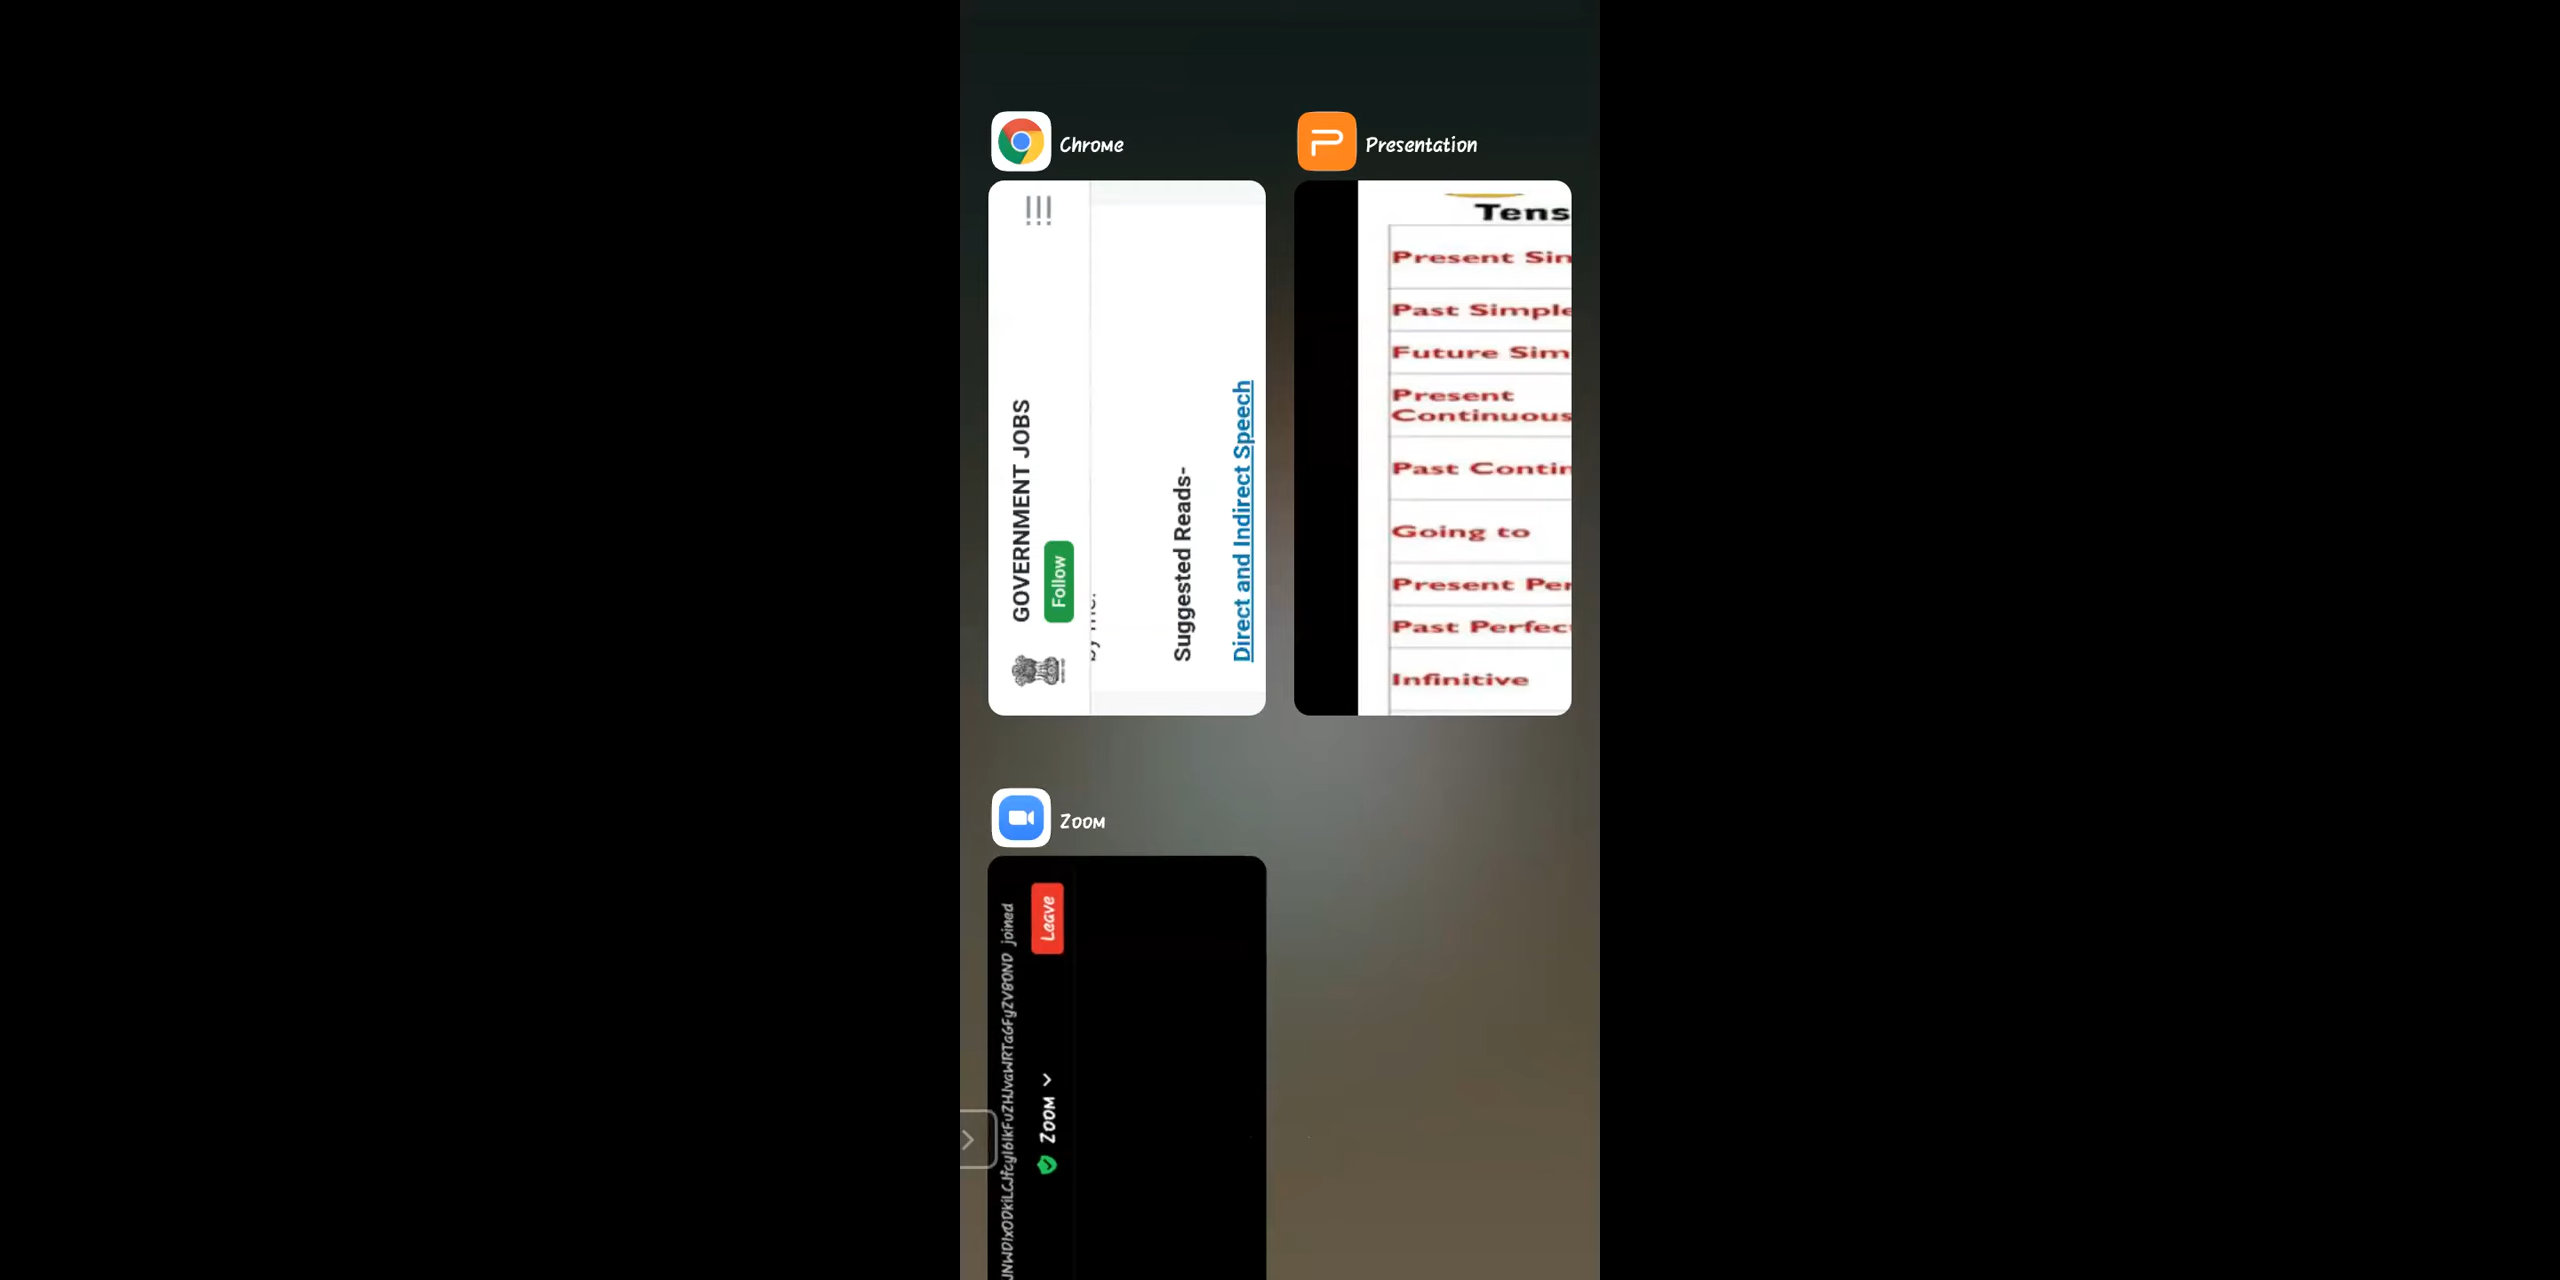 Chrome
GOVERNMENT JOBS
Follow
Suggested Reads-
Direct and Indirect Speech
Presentation
Tens
Present Sin
Past Simple
Future Sim
Present
Continuous
Past Contin
Going to
Present Per
Past Perfec
Infinitive
Zoom
joined
Leave
Zoom